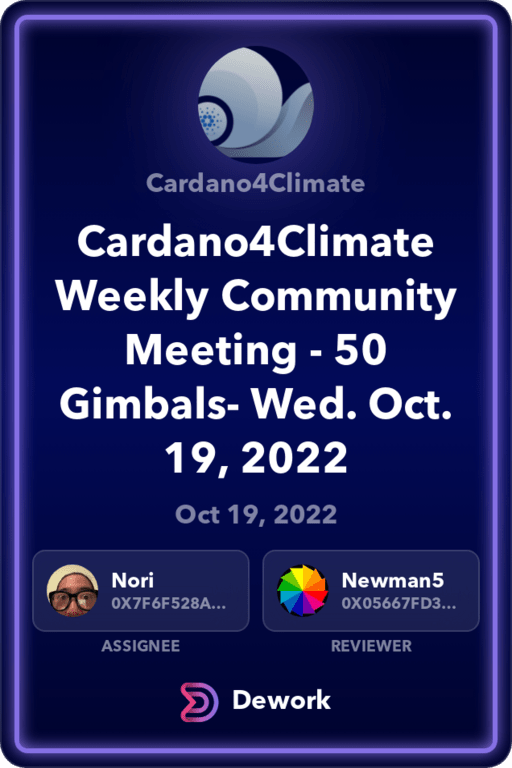 Cardano4Climate
Cardano4Climate
Weekly Community
Meeting - 50
Gimbals- Wed. Oct.
19, 2022
Oct 19, 2022
Nori
0X7F6F528A...
ASSIGNEE
Newman5
0X05667FD3...
REVIEWER
Dework